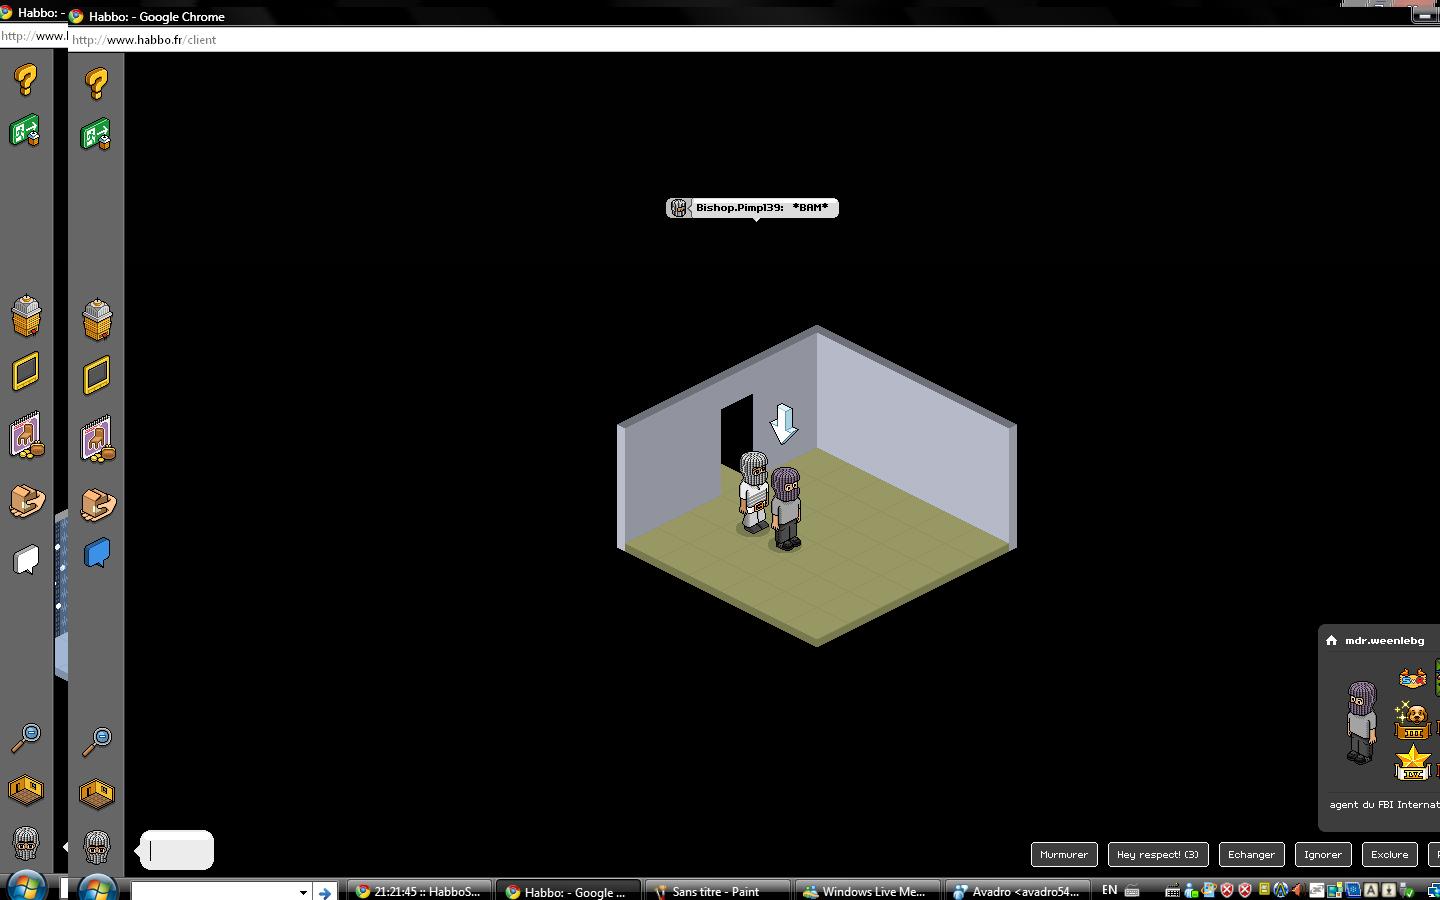 Habbo: -
Habbo: - Google Chrome
http://www.
http://www.habbo.fr/client
Bishop.Pimp139: *BAM*
mdr.weenlebg
agent du FBI Internat
Murmurer
Hey respect! (3)
Echanger
Ignorer
Exclure
21:21:45 :: HabboS...
Habbo: - Google ...
Sans titre - Paint
Windows Live Me...
Avadro <avadro54...
EN